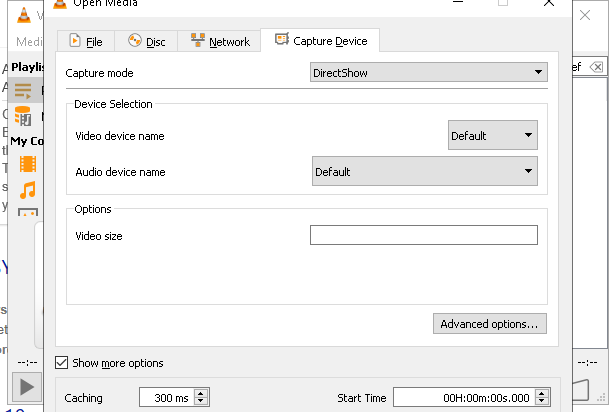 Open Media
Medi
File
Disc
Network
Capture Device
Playlis
Capture mode
DirectShow
ef
Device Selection
Video device name
Default
My Co
Audio device name
Default
Options
Video size
Advanced options...
Show more options
--:--
--:--
Caching
300 ms
Start Time
00H:00m:00s.000